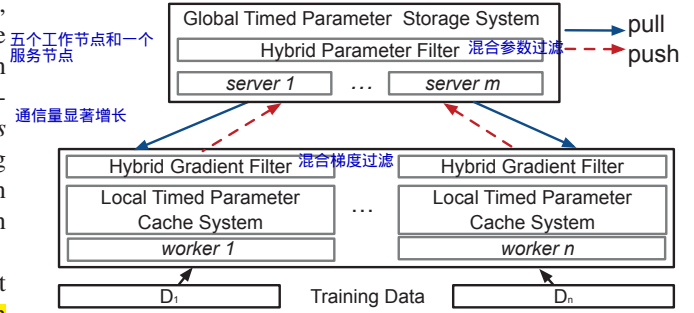 Global Timed Parameter Storage System
pull
五个工作节点和一个
服务节点
Hybrid Parameter Filter
混合参数过滤
push
server 1
...
server m
通信量显著增长
Hybrid Gradient Filter
混合梯度过滤
Hybrid Gradient Filter
Local Timed Parameter
Cache System
...
Local Timed Parameter
Cache System
worker 1
worker n
D1
Training Data
Dn